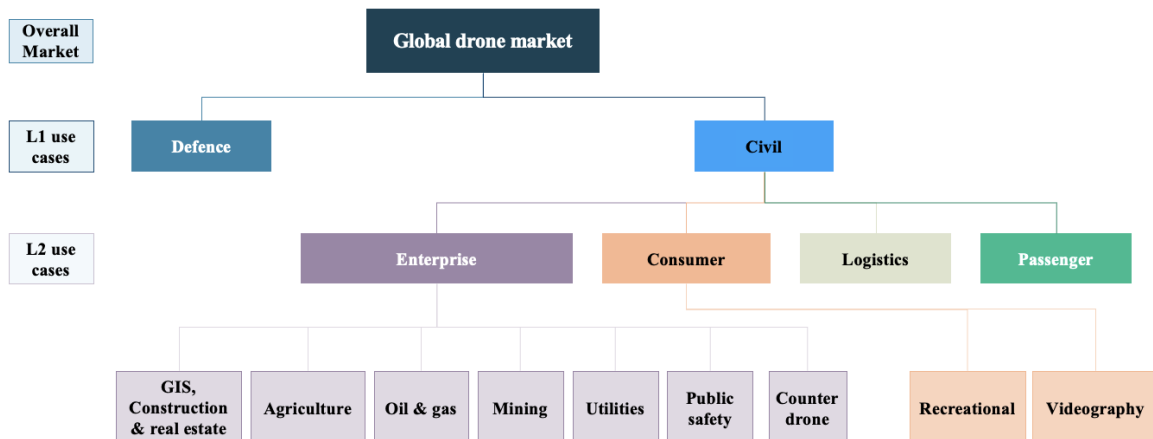 Overall
Market
Global drone market
L1 use
cases
Defence
Civil
L2 use
cases
Enterprise
Consumer
Logistics
Passenger
GIS,
Construction
& real estate
Agriculture
Oil & gas
Mining
Utilities
Public
safety
Counter
drone
Recreational
Videography